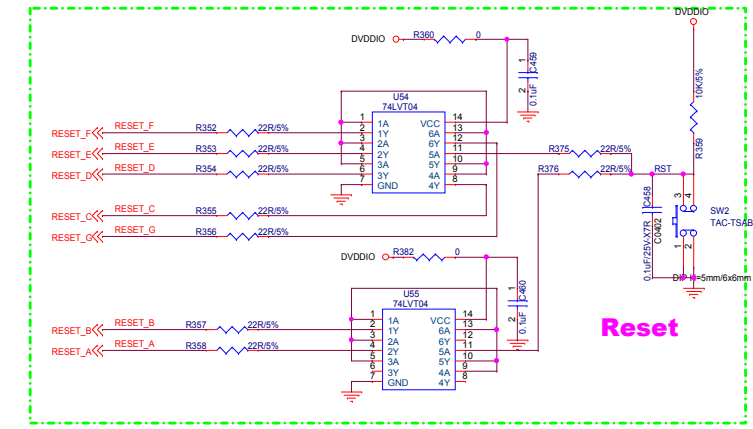 DVDDIO
DVDDIO R360 0
1 C459 2 0.1uF
10K/5%
R359
U54
74LVT04
1 1A VCC 14
2 1Y 6A 13
3 2A 6Y 12
4 2Y 5A 11
5 3A 5Y 10
6 3Y 4A 9
7 GND 4Y 8
RESET_F RESET_F R352 22R/5%
RESET_E RESET_E R353 22R/5%
RESET_D RESET_D R354 22R/5%
RESET_C RESET_C R355 22R/5%
RESET_G RESET_G R356 22R/5%
R375 22R/5%
R376 22R/5% RST
C458
0.1uF/25V-X7R
C0402
3 4
1 2
SW2
TAC-TSAB
DIP H=5mm/6x6mm
DVDDIO R382 0
1 C460 2 0.1uF
U55
74LVT04
1 1A VCC 14
2 1Y 6A 13
3 2A 6Y 12
4 2Y 5A 11
5 3A 5Y 10
6 3Y 4A 9
7 GND 4Y 8
RESET_B RESET_B R357 22R/5%
RESET_A RESET_A R358 22R/5%
Reset